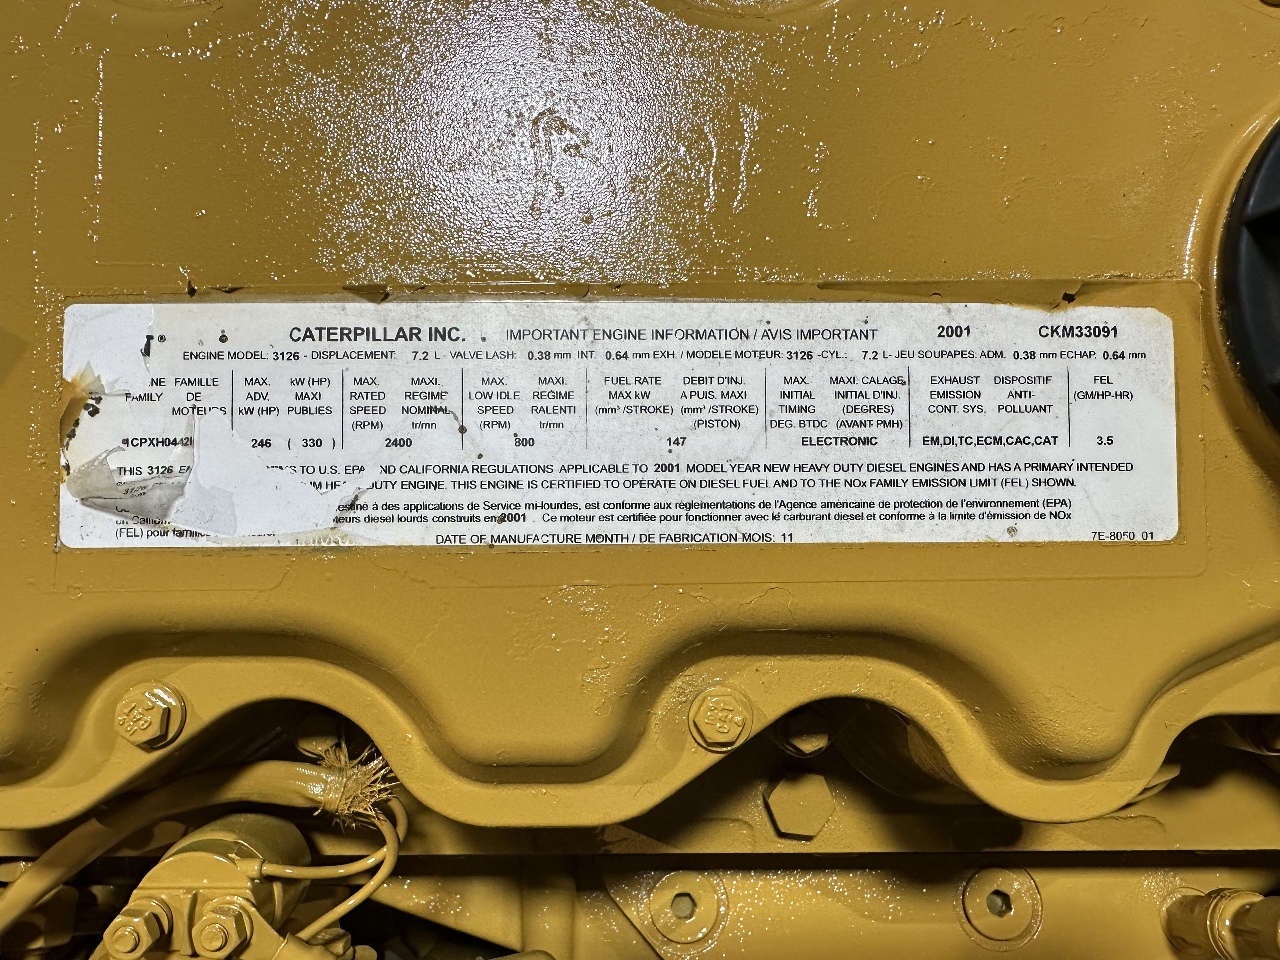 ® CATERPILLAR INC. IMPORTANT ENGINE INFORMATION / AVIS IMPORTANT 2001 CKM33091
ENGINE MODEL: 3126 - DISPLACEMENT: 7.2 L - VALVE LASH: 0.38 mm INT. 0.64 mm EXH. / MODÈLE MOTEUR: 3126 -CYL.: 7.2 L- JEU SOUPAPES: ADM. 0.38 mm ECHAP. 0.64 mm
NE FAMILLE MAX. kW (HP) MAX. MAXI. MAX. MAXI. FUEL RATE DEBIT D'INJ. MAX. MAXI. CALAGE EXHAUST DISPOSITIF FEL
FAMILY DE ADV. MAXI RATED REGIME LOW IDLE REGIME MAX kW A PUIS. MAXI INITIAL INITIAL D'INJ. EMISSION ANTI- (GM/HP-HR)
MOTEURS kW (HP) PUBLIES SPEED NOMINAL SPEED RALENTI (mm³ /STROKE) (mm³ /STROKE) TIMING (DEGRES) CONT. SYS. POLLUANT
(RPM) tr/mn (RPM) tr/mn (PISTON) DEG. BTDC (AVANT PMH)
1CPXH0442 246 ( 330 ) 2400 800 147 ELECTRONIC EM,DI,TC,ECM,CAC,CAT 3.5
THIS 3126 TO U.S. EPA AND CALIFORNIA REGULATIONS APPLICABLE TO 2001 MODEL YEAR NEW HEAVY DUTY DIESEL ENGINES AND HAS A PRIMARY INTENDED
DUTY ENGINE. THIS ENGINE IS CERTIFIED TO OPERATE ON DIESEL FUEL AND TO THE NOx FAMILY EMISSION LIMIT (FEL) SHOWN.
destiné à des applications de Service mi-lourdes, est conforme aux réglementations de l'Agence américaine de protection de l'environnement (EPA)
diesel lourds construits en 2001 . Ce moteur est certifiée pour fonctionner avec le carburant diesel et conforme à la limite d'émission de NOx
(FEL) pour
DATE OF MANUFACTURE MONTH / DE FABRICATION-MOIS: 11 7E-8050 01